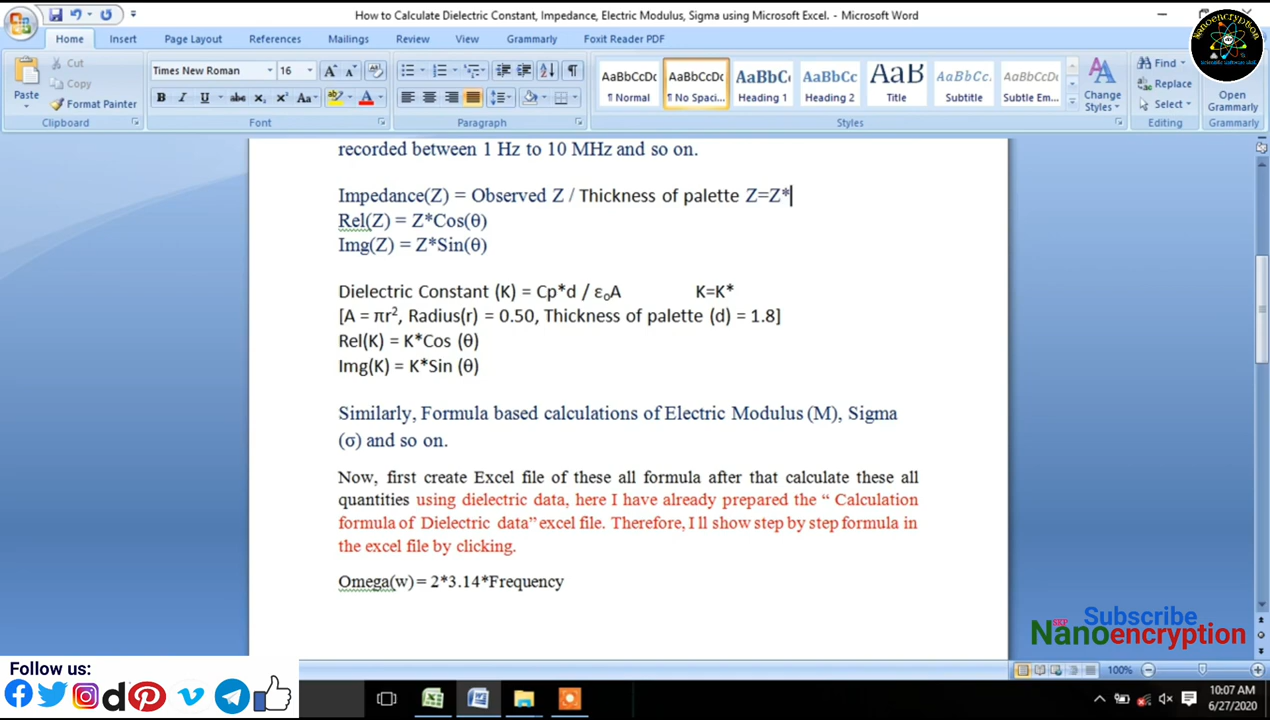 How to Calculate Dielectric Constant, Impedance, Electric Modulus, Sigma using Microsoft Excel. - Microsoft Word
Home Insert Page Layout References Mailings Review View Grammarly Foxit Reader PDF
Paste
Cut
Copy
Format Painter
Clipboard
Times New Roman 16
Font
Paragraph
AaBbCcDc AaBbCcDc AaBbC AaBbCc AaB AaBbCcI AaBbCcDc
¶ Normal ¶ No Spaci... Heading 1 Heading 2 Title Subtitle Subtle Em...
Change Styles
Styles
Find
Replace
Select
Editing
Open Grammarly
Grammarly
Nanoencryption
recorded between 1 Hz to 10 MHz and so on.
Impedance(Z) = Observed Z / Thickness of palette Z=Z*
Rel(Z) = Z*Cos(θ)
Img(Z) = Z*Sin(θ)
Dielectric Constant (K) = Cp*d / ε₀A K=K*
[A = πr², Radius(r) = 0.50, Thickness of palette (d) = 1.8]
Rel(K) = K*Cos (θ)
Img(K) = K*Sin (θ)
Similarly, Formula based calculations of Electric Modulus (M), Sigma
(σ) and so on.
Now, first create Excel file of these all formula after that calculate these all
quantities using dielectric data, here I have already prepared the “ Calculation
formula of Dielectric data” excel file. Therefore, I ll show step by step formula in
the excel file by clicking.
Omega(w) = 2*3.14*Frequency
Subscribe
SKP
Nanoencryption
Follow us:
100%
10:07 AM
6/27/2020